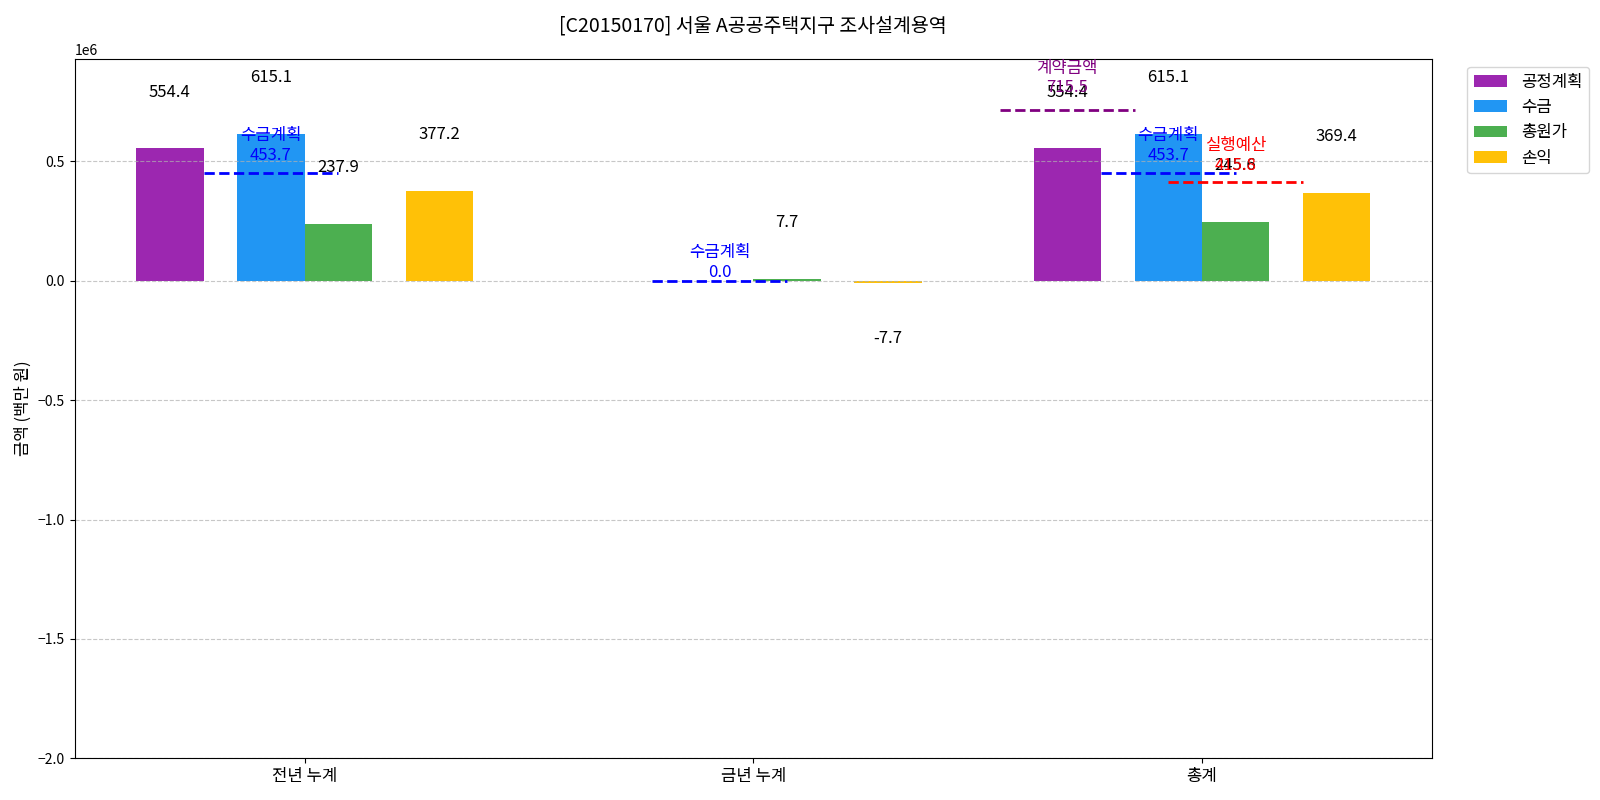 [C20150170] 서울 A공공주택지구 조사설계용역
1e6
공정계획
수금
총원가
손익
금액 (백만 원)
0.5
0.0
−0.5
−1.0
−1.5
−2.0
554.4
615.1
수금계획
453.7
237.9
377.2
수금계획
0.0
7.7
-7.7
계약금액
715.5
554.4
615.1
수금계획
453.7
실행예산
245.6
369.4
전년 누계
금년 누계
총계